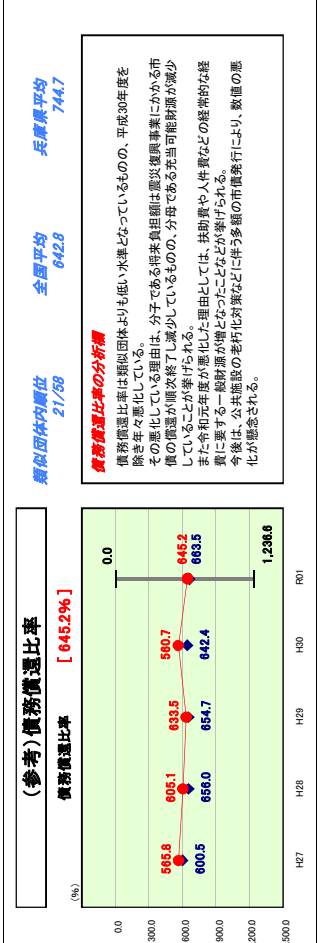 (参考)債務償還比率
債務償還比率
[ 645.2% ]
類似団体内順位
21/58
全国平均
642.8
兵庫県平均
744.7
(%)
0.0
300.0
600.0
900.0
1,200.0
,500.0
565.8
605.1
633.5
560.7
645.2
600.5
656.0
654.7
642.4
663.5
0.0
1,236.6
H27
H28
H29
H30
R01
債務償還比率の分析欄
債務償還比率は類似団体よりも低い水準となっているものの、平成30年度を
除き年々悪化している。
その悪化している理由は、分子である将来負担額は震災復興事業にかかる市
債の償還が順次終了し減少しているものの、分母である充当可能財源が減少
していることが挙げられる。
また令和元年度が悪化した理由としては、扶助費や人件費などの経常的な経
費に要する一般財源が増となったことなどが挙げられる。
今後は、公共施設の老朽化対策などに伴う多額の市債発行により、数値の悪
化が懸念される。